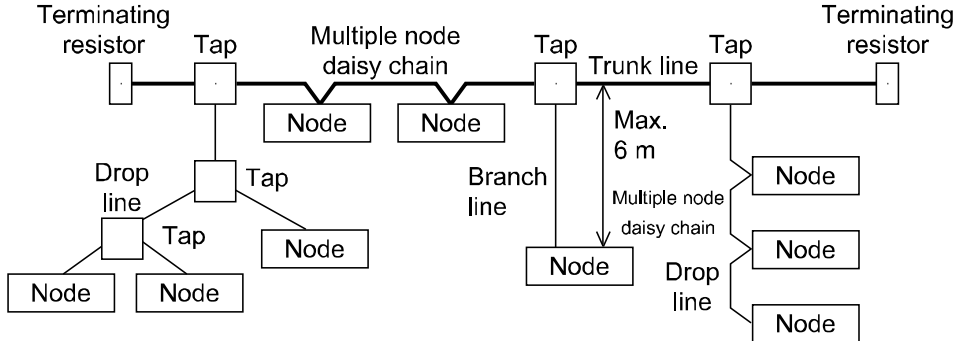 Terminating
resistor
Tap
Multiple node
daisy chain
Tap
Trunk line
Tap
Terminating
resistor
Node
Node
Max.
6 m
Drop
line
Tap
Branch
line
Multiple node
daisy chain
Node
Tap
Node
Node
Node
Node
Drop
line
Node
Node
Node